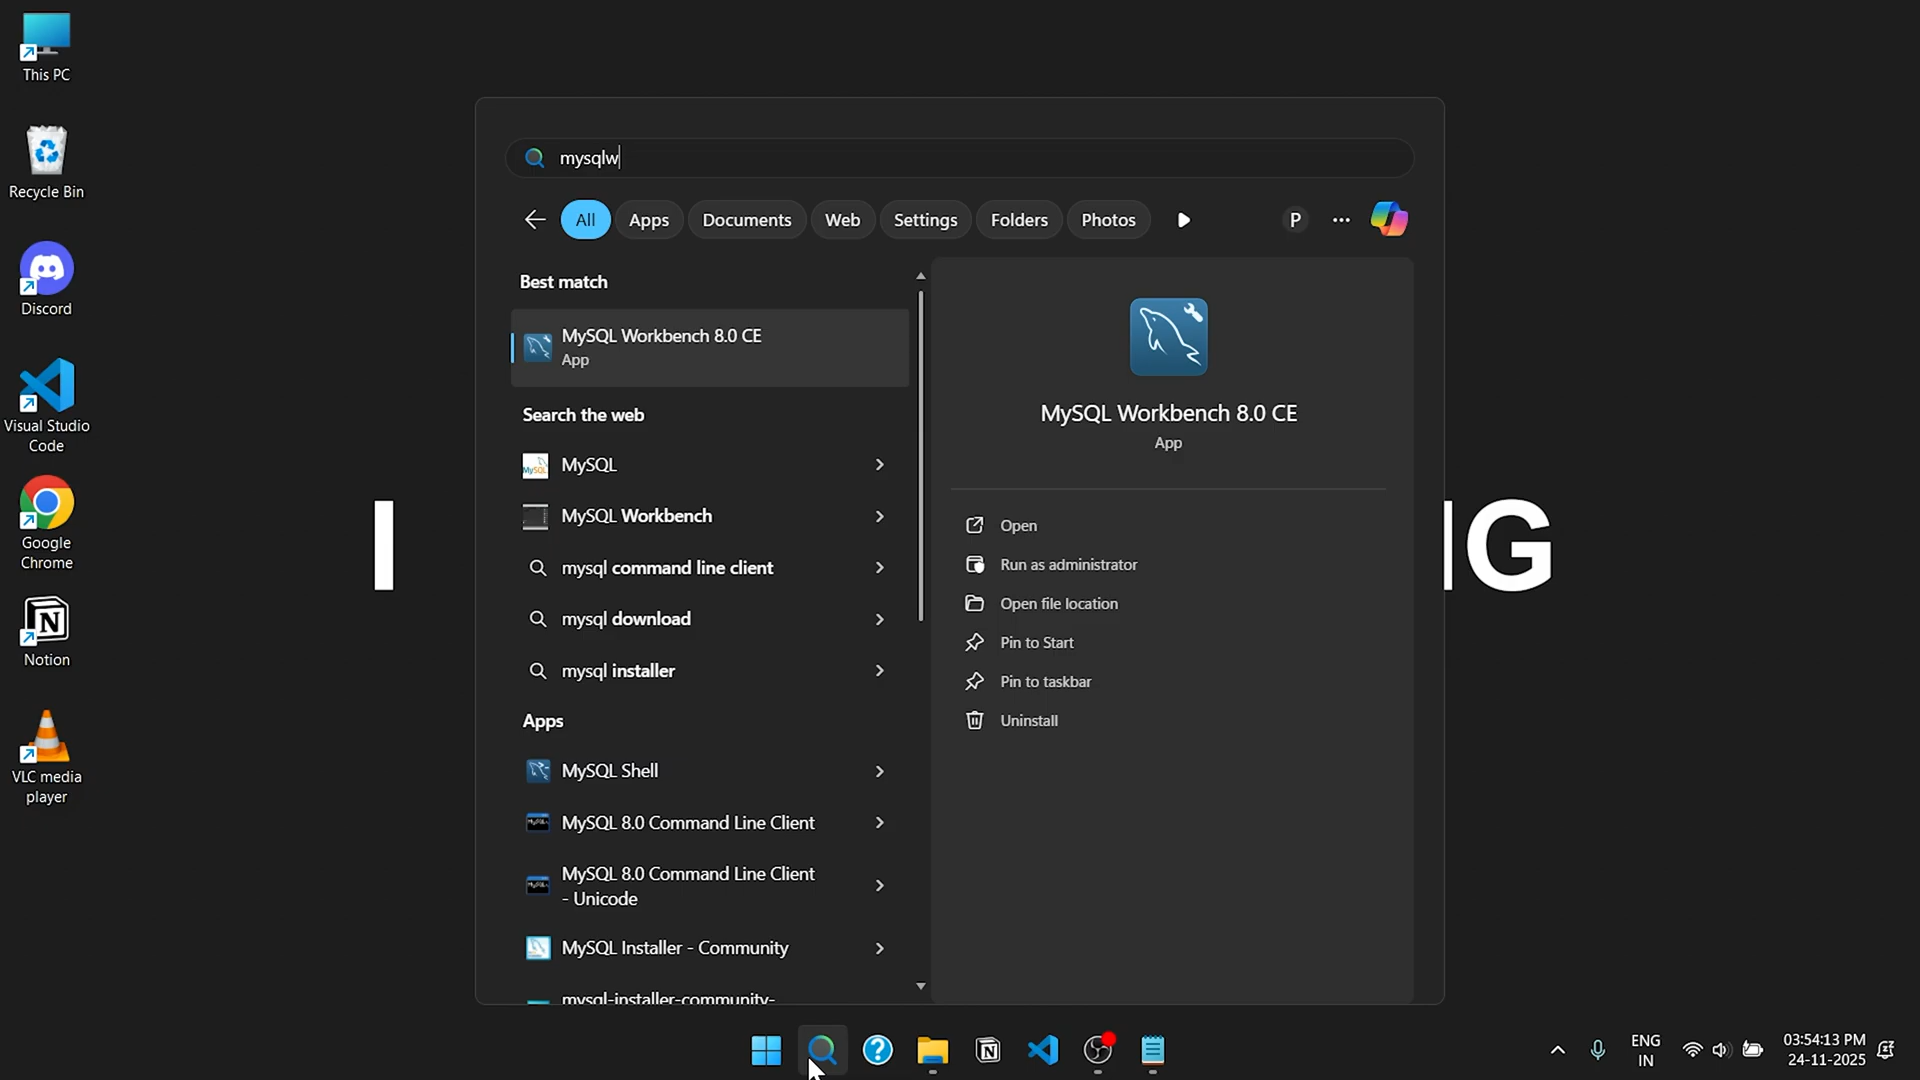 This PC
Recycle Bin
Discord
Visual Studio
Code
Google
Chrome
Notion
VLC media
player
mysqlw
All
Apps
Documents
Web
Settings
Folders
Photos
P
Best match
MySQL Workbench 8.0 CE
App
Search the web
MySQL
MySQL Workbench
mysql command line client
mysql download
mysql installer
Apps
MySQL Shell
MySQL 8.0 Command Line Client
MySQL 8.0 Command Line Client
- Unicode
MySQL Installer - Community
mysql-installer-community-
MySQL Workbench 8.0 CE
App
Open
Run as administrator
Open file location
Pin to Start
Pin to taskbar
Uninstall
I
G
ENG
IN
03:54:13 PM
24-11-2025